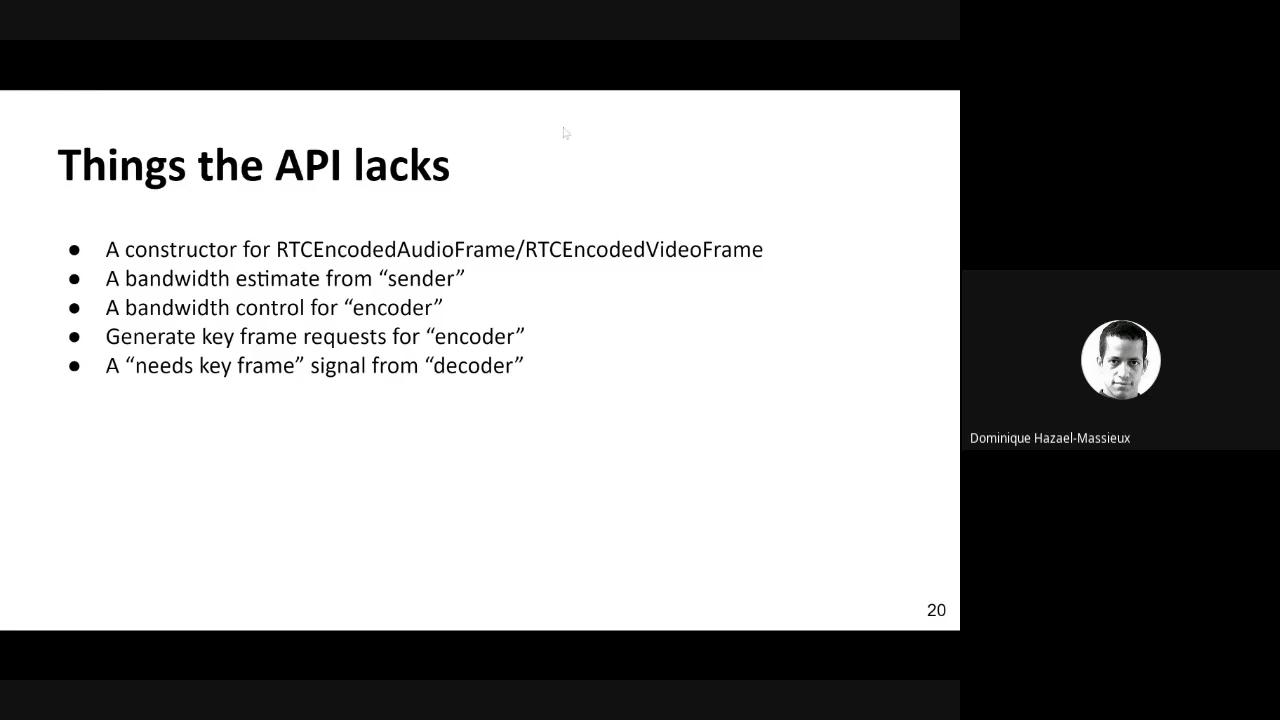 Things the API lacks
● A constructor for RTCEncodedAudioFrame/RTCEncodedVideoFrame
● A bandwidth estimate from “sender”
● A bandwidth control for “encoder”
● Generate key frame requests for “encoder”
● A “needs key frame” signal from “decoder”
20
Dominique Hazael-Massieux